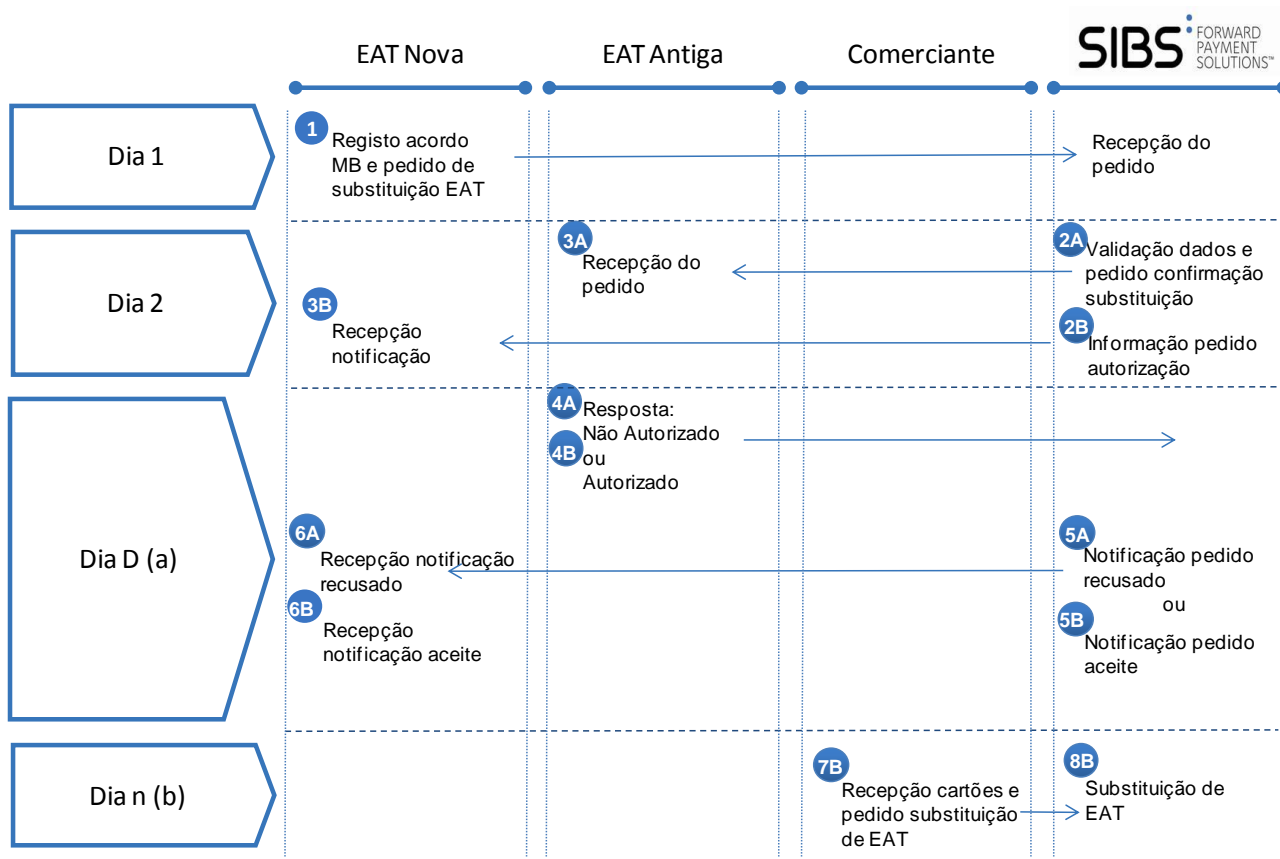 EAT Nova
EAT Antiga
Comerciante
SIBS
FORWARD
PAYMENT
SOLUTIONS™
Dia 1
1
Registo acordo
MB e pedido de
substituição EAT
Recepção do
pedido
Dia 2
3A
Recepção do
pedido
2A
Validação dados e
pedido confirmação
substituição
3B
Recepção
notificação
2B
Informação pedido
autorização
Dia D (a)
4A
Resposta:
Não Autorizado
4B
ou
Autorizado
6A
Recepção notificação
recusado
6B
Recepção
notificação aceite
5A
Notificação pedido
recusado
ou
5B
Notificação pedido
aceite
Dia n (b)
7B
Recepção cartões e
pedido substituição
de EAT
8B
Substituição de
EAT